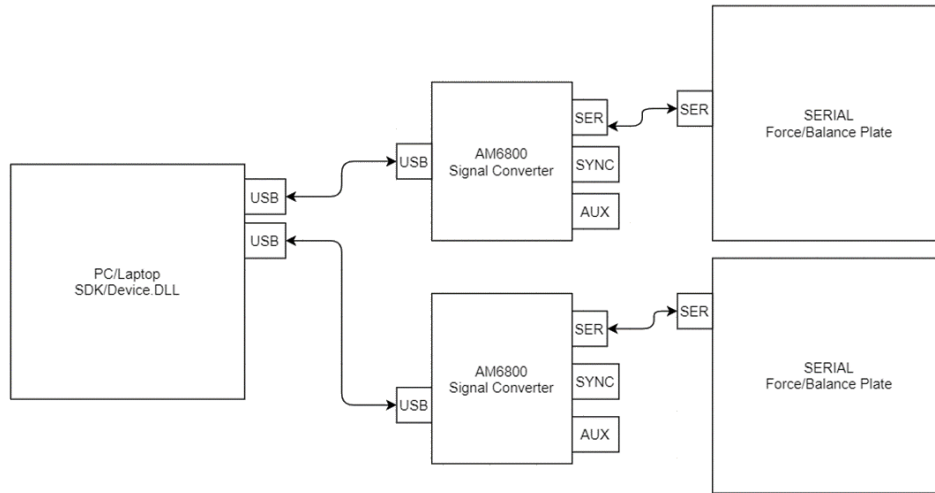 USB
USB
PC/Laptop
SDK/Device.DLL
USB
AM6800
Signal Converter
SER
SYNC
AUX
SER
SERIAL
Force/Balance Plate
USB
AM6800
Signal Converter
SER
SYNC
AUX
SER
SERIAL
Force/Balance Plate